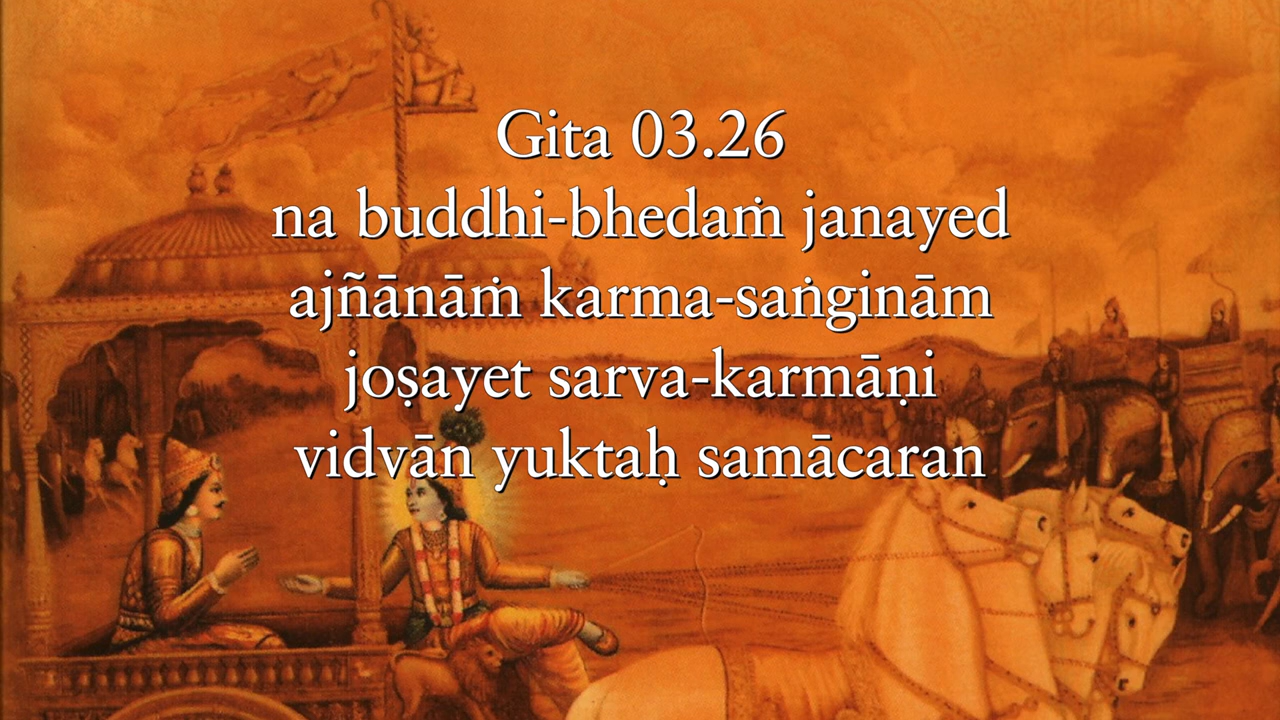 Gita 03.26
na buddhi-bhedaṁ janayed
ajñānāṁ karma-saṅginām
joṣayet sarva-karmāṇi
vidvān yuktaḥ samācaran